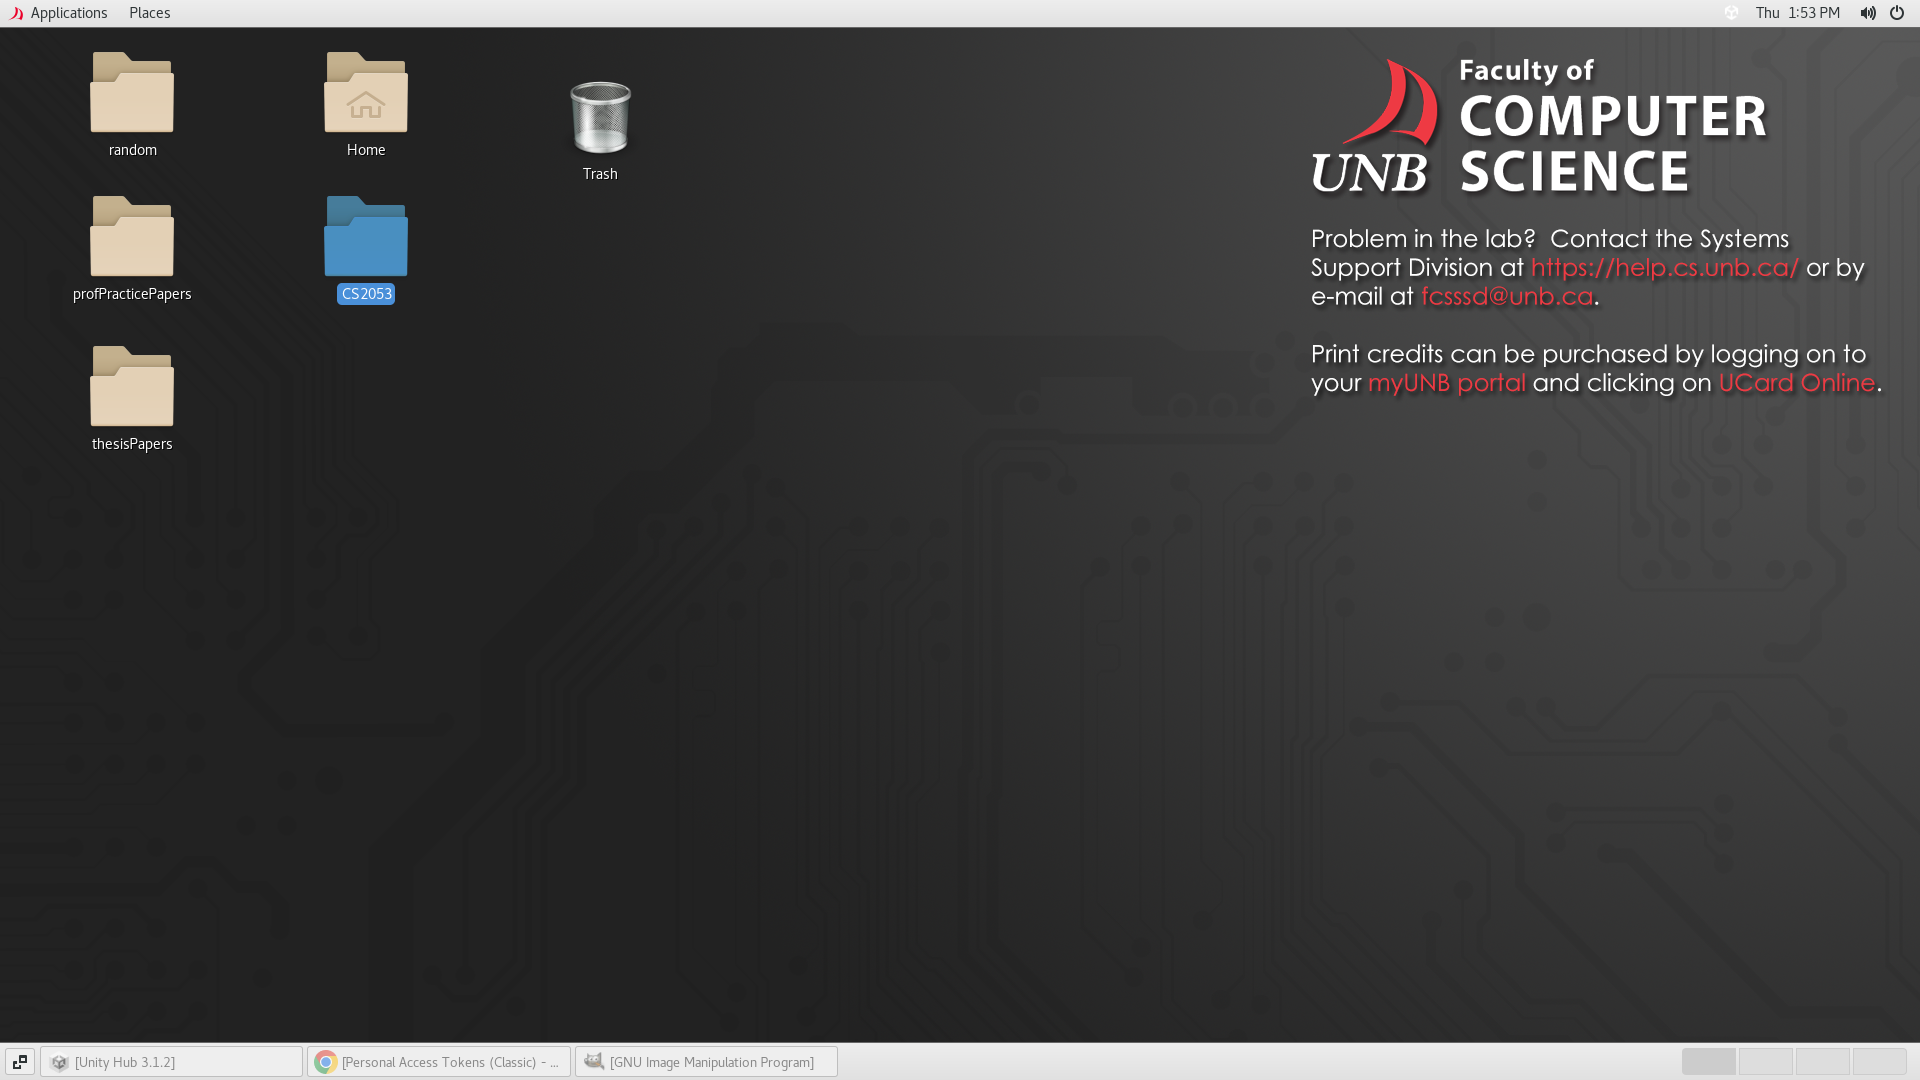 Applications Places
Thu 1:53 PM
random
Home
Trash
profPracticePapers
CS2053
thesisPapers
UNB
Faculty of
COMPUTER
SCIENCE
Problem in the lab? Contact the Systems
Support Division at https://help.cs.unb.ca/ or by
e-mail at fcsssd@unb.ca.
Print credits can be purchased by logging on to
your myUNB portal and clicking on UCard Online.
[Unity Hub 3.1.2]
[Personal Access Tokens (Classic) - ...
[GNU Image Manipulation Program]